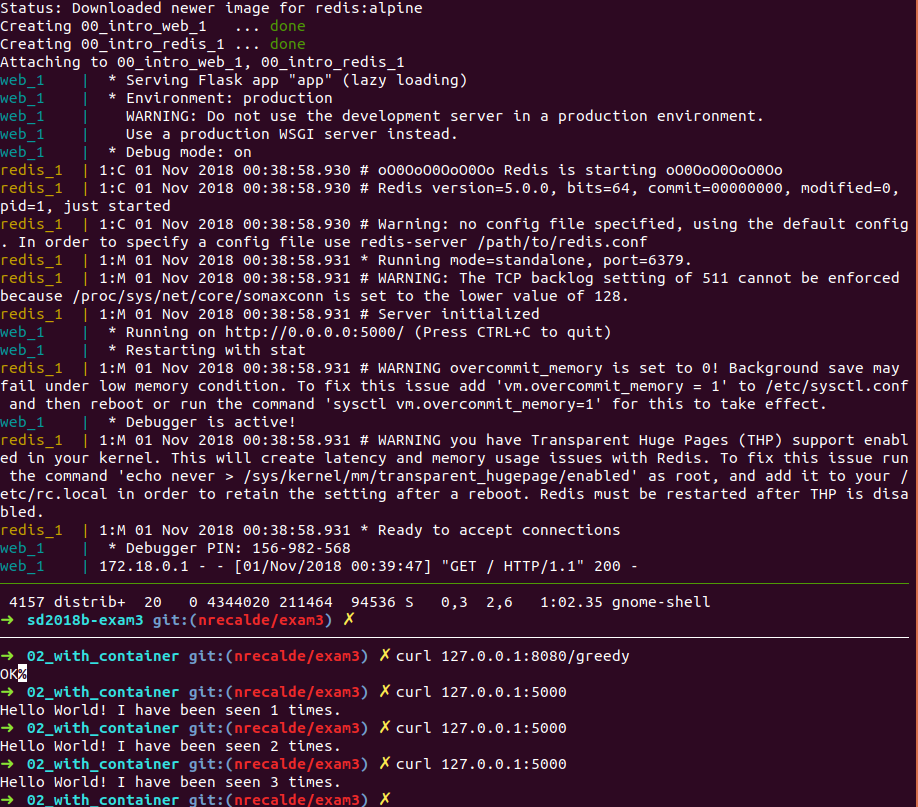 Status: Downloaded newer image for redis:alpine
Creating 00_intro_web_1   ... done
Creating 00_intro_redis_1 ... done
Attaching to 00_intro_web_1, 00_intro_redis_1
web_1    |  * Serving Flask app "app" (lazy loading)
web_1    |  * Environment: production
web_1    |    WARNING: Do not use the development server in a production environment.
web_1    |    Use a production WSGI server instead.
web_1    |  * Debug mode: on
redis_1  | 1:C 01 Nov 2018 00:38:58.930 # oO0OoO0OoO0Oo Redis is starting oO0OoO0OoO0Oo
redis_1  | 1:C 01 Nov 2018 00:38:58.930 # Redis version=5.0.0, bits=64, commit=00000000, modified=0,
pid=1, just started
redis_1  | 1:C 01 Nov 2018 00:38:58.930 # Warning: no config file specified, using the default config
. In order to specify a config file use redis-server /path/to/redis.conf
redis_1  | 1:M 01 Nov 2018 00:38:58.931 * Running mode=standalone, port=6379.
redis_1  | 1:M 01 Nov 2018 00:38:58.931 # WARNING: The TCP backlog setting of 511 cannot be enforced
because /proc/sys/net/core/somaxconn is set to the lower value of 128.
redis_1  | 1:M 01 Nov 2018 00:38:58.931 # Server initialized
web_1    |  * Running on http://0.0.0.0:5000/ (Press CTRL+C to quit)
web_1    |  * Restarting with stat
redis_1  | 1:M 01 Nov 2018 00:38:58.931 # WARNING overcommit_memory is set to 0! Background save may
fail under low memory condition. To fix this issue add 'vm.overcommit_memory = 1' to /etc/sysctl.conf
 and then reboot or run the command 'sysctl vm.overcommit_memory=1' for this to take effect.
web_1    |  * Debugger is active!
redis_1  | 1:M 01 Nov 2018 00:38:58.931 # WARNING you have Transparent Huge Pages (THP) support enabl
ed in your kernel. This will create latency and memory usage issues with Redis. To fix this issue run
 the command 'echo never > /sys/kernel/mm/transparent_hugepage/enabled' as root, and add it to your /
etc/rc.local in order to retain the setting after a reboot. Redis must be restarted after THP is disa
bled.
redis_1  | 1:M 01 Nov 2018 00:38:58.931 * Ready to accept connections
web_1    |  * Debugger PIN: 156-982-568
web_1    | 172.18.0.1 - - [01/Nov/2018 00:39:47] "GET / HTTP/1.1" 200 -
 4157 distrib+  20   0 4344020 211464  94536 S   0,3  2,6   1:02.35 gnome-shell
➜  sd2018b-exam3 git:(nrecalde/exam3) ✗
➜  02_with_container git:(nrecalde/exam3) ✗ curl 127.0.0.1:8080/greedy
OK%
➜  02_with_container git:(nrecalde/exam3) ✗ curl 127.0.0.1:5000
Hello World! I have been seen 1 times.
➜  02_with_container git:(nrecalde/exam3) ✗ curl 127.0.0.1:5000
Hello World! I have been seen 2 times.
➜  02_with_container git:(nrecalde/exam3) ✗ curl 127.0.0.1:5000
Hello World! I have been seen 3 times.
➜  02_with_container git:(nrecalde/exam3) ✗